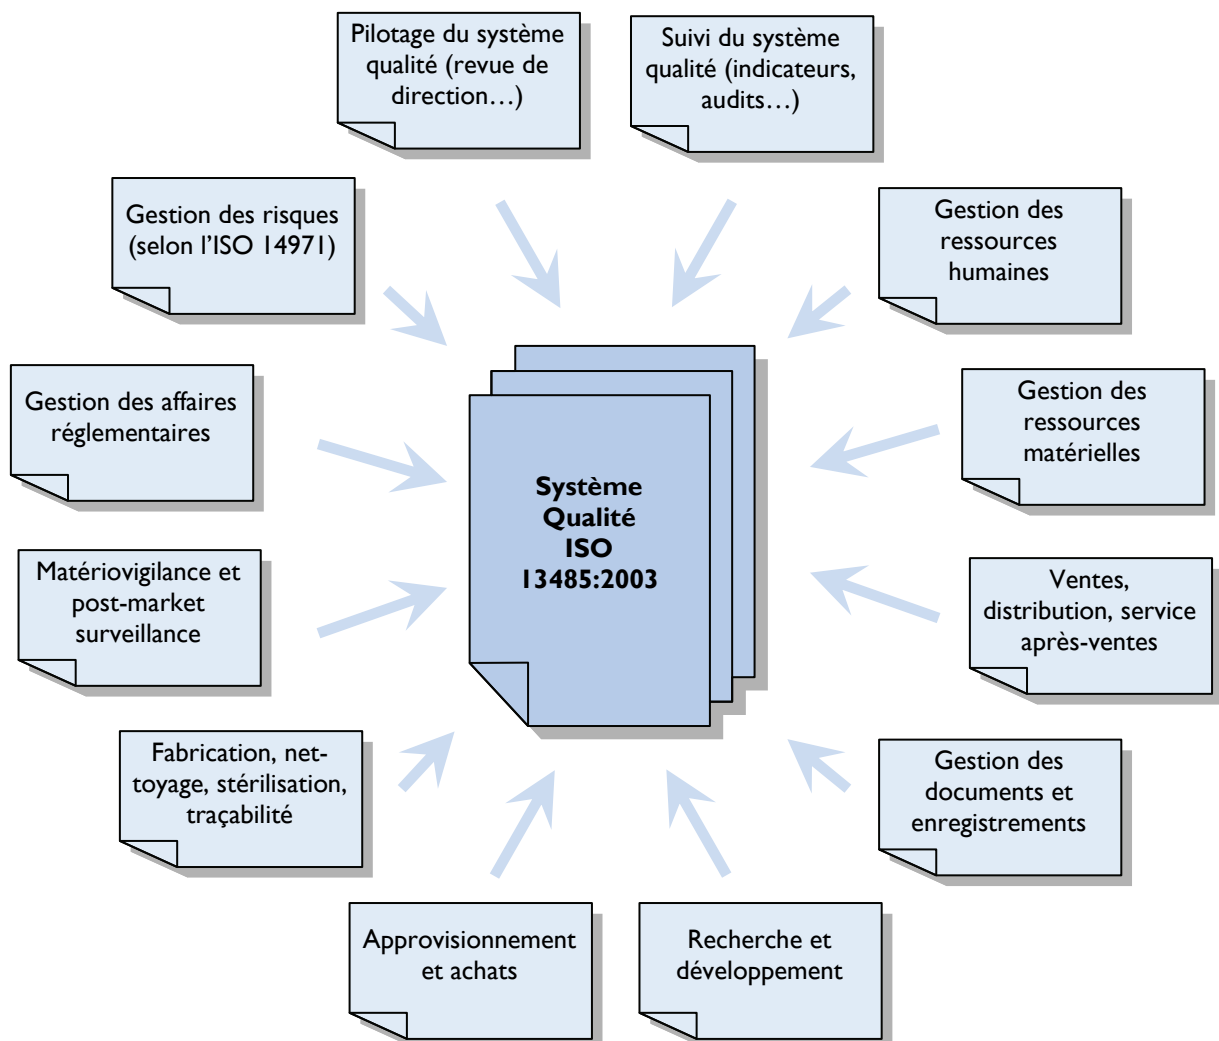 Pilotage du système
qualité (revue de
direction…)
Suivi du système
qualité (indicateurs,
audits…)
Gestion des risques
(selon l’ISO 14971)
Gestion des
ressources
humaines
Gestion des affaires
réglementaires
Gestion des
ressources
matérielles
Système
Qualité
ISO
13485:2003
Matériovigilance et
post-market
surveillance
Ventes,
distribution, service
après-ventes
Fabrication, net-
toyage, stérilisation,
traçabilité
Gestion des
documents et
enregistrements
Approvisionnement
et achats
Recherche et
développement